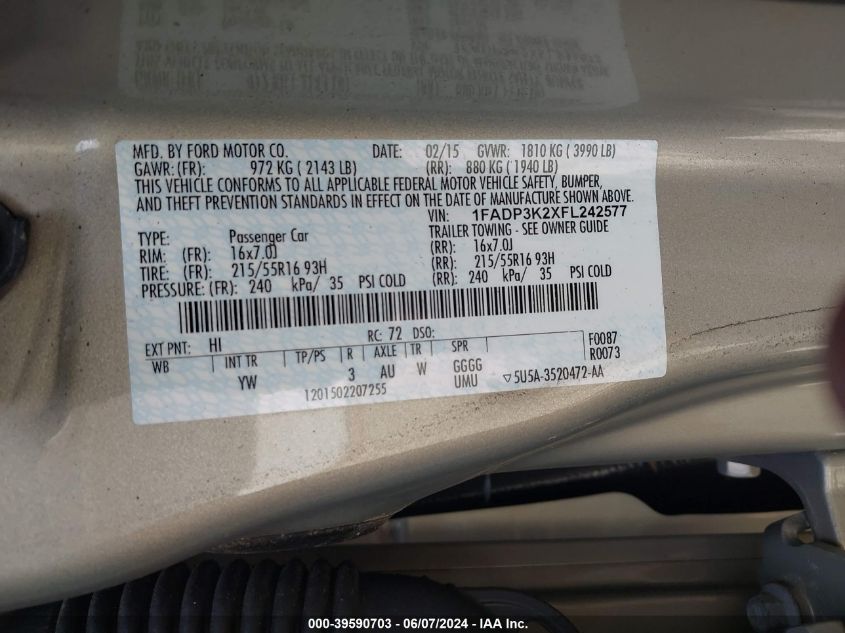 MFD. BY FORD MOTOR CO. DATE: 02/15 GVWR: 1810 KG ( 3990 LB)
GAWR: (FR): 972 KG ( 2143 LB) (RR): 880 KG ( 1940 LB)
THIS VEHICLE CONFORMS TO ALL APPLICABLE FEDERAL MOTOR VEHICLE SAFETY, BUMPER,
AND THEFT PREVENTION STANDARDS IN EFFECT ON THE DATE OF MANUFACTURE SHOWN ABOVE.
VIN: 1FADP3K2XFL242577
TYPE: Passenger Car TRAILER TOWING - SEE OWNER GUIDE
RIM: (FR): 16x7.0J (RR): 16x7.0J
TIRE: (FR): 215/55R16 93H (RR): 215/55R16 93H
PRESSURE: (FR): 240 kPa/ 35 PSI COLD (RR): 240 kPa/ 35 PSI COLD
EXT PNT: HI RC: 72 DSO: F0087
WB INT TR TP/PS R AXLE TR SPR R0073
YW 3 AU W GGGG
UMU
1201502207255 ▽5U5A-3520472-AA
000-39590703 - 06/07/2024 - IAA Inc.